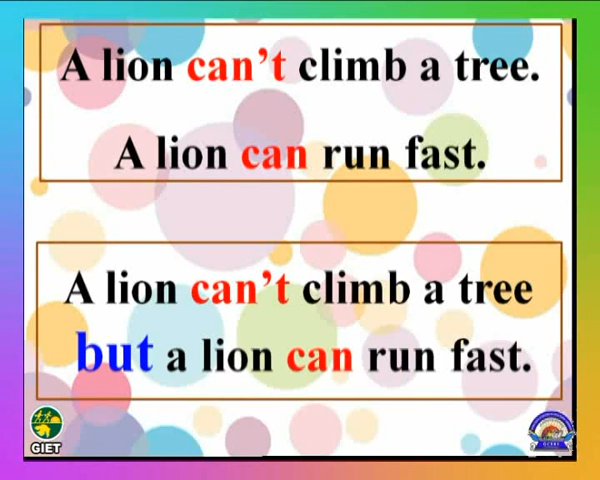 A lion can't climb a tree.
A lion can run fast.
A lion can't climb a tree
but a lion can run fast.
GIET